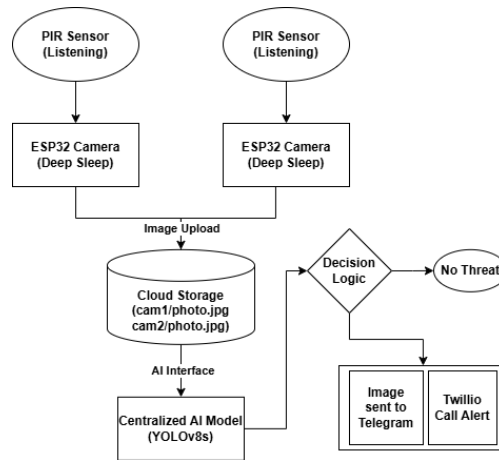 PIR Sensor
(Listening)
PIR Sensor
(Listening)
ESP32 Camera
(Deep Sleep)
ESP32 Camera
(Deep Sleep)
Image Upload
Cloud Storage
(cam1/photo.jpg
cam2/photo.jpg)
Decision
Logic
No Threat
AI Interface
Centralized AI Model
(YOLOv8s)
Image
sent to
Telegram
Twillio
Call Alert